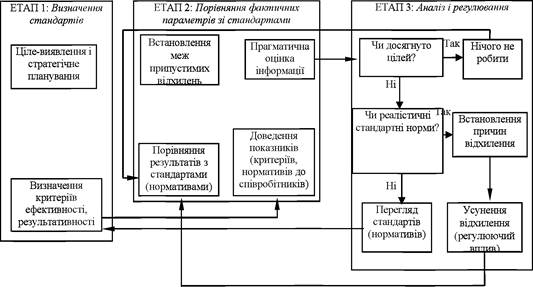 ЕТАП 1: Визначення
стандартів
Ціле-виявлення і
стратегічне
планування
Визначення
критеріїв
ефективності,
результативності
ЕТАП 2: Порівняння фактичних
параметрів зі стандартами
Встановлення
меж
припустимих
відхилень
Прагматична
оцінка
інформації
Порівняння
результатів з
стандартами
(нормативами)
Доведення
показників
(критеріїв,
нормативів до
співробітників)
ЕТАП 3: Аналіз і регулювання
Чи досягнуто
цілей?
Так
Нічого не
робити
Ні
Чи реалістичні
стандартні норми?
Так
Встановлення
причин
відхилення
Ні
Перегляд
стандартів
(нормативів)
Усунення
відхилення
(регулюючий
вплив)